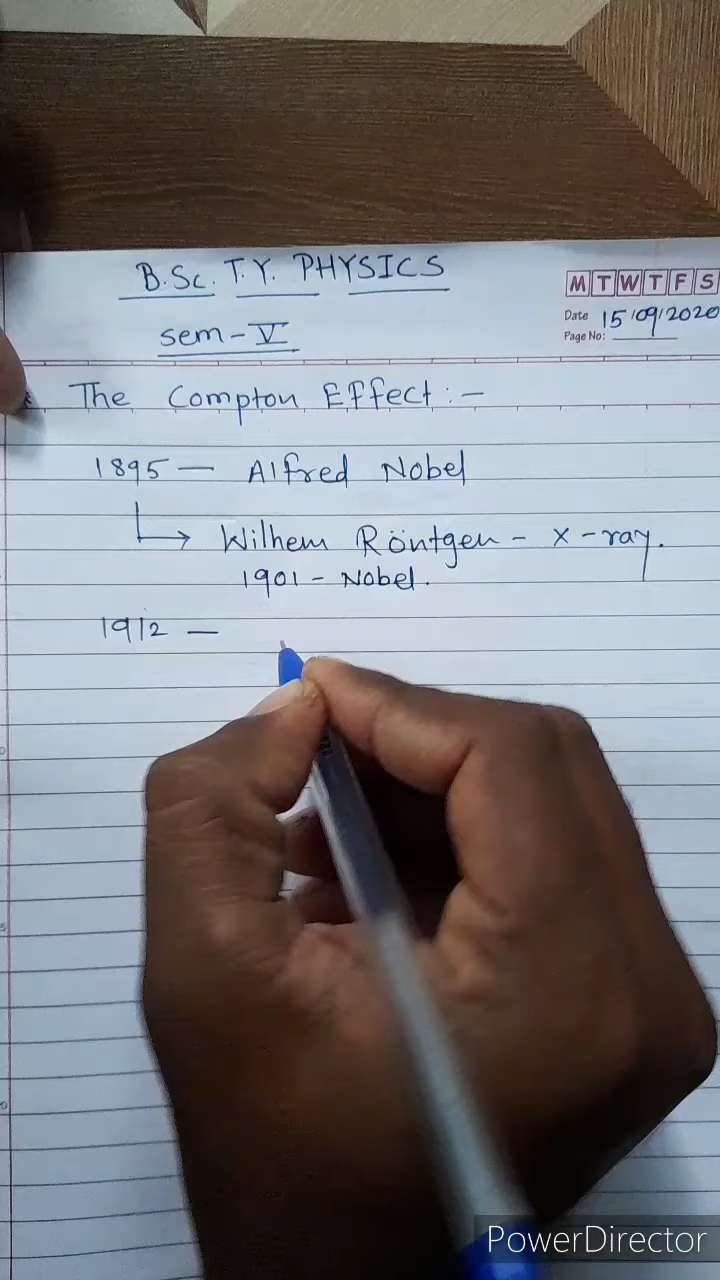 B.Sc. T.Y. PHYSICS
M T W T F S
Date 15/09/2020
Page No:
sem - V
The Compton Effect :-
1895 — Alfred Nobel
Wilhem Röntgen - X-ray.
1901 - Nobel.
1912 —
PowerDirector